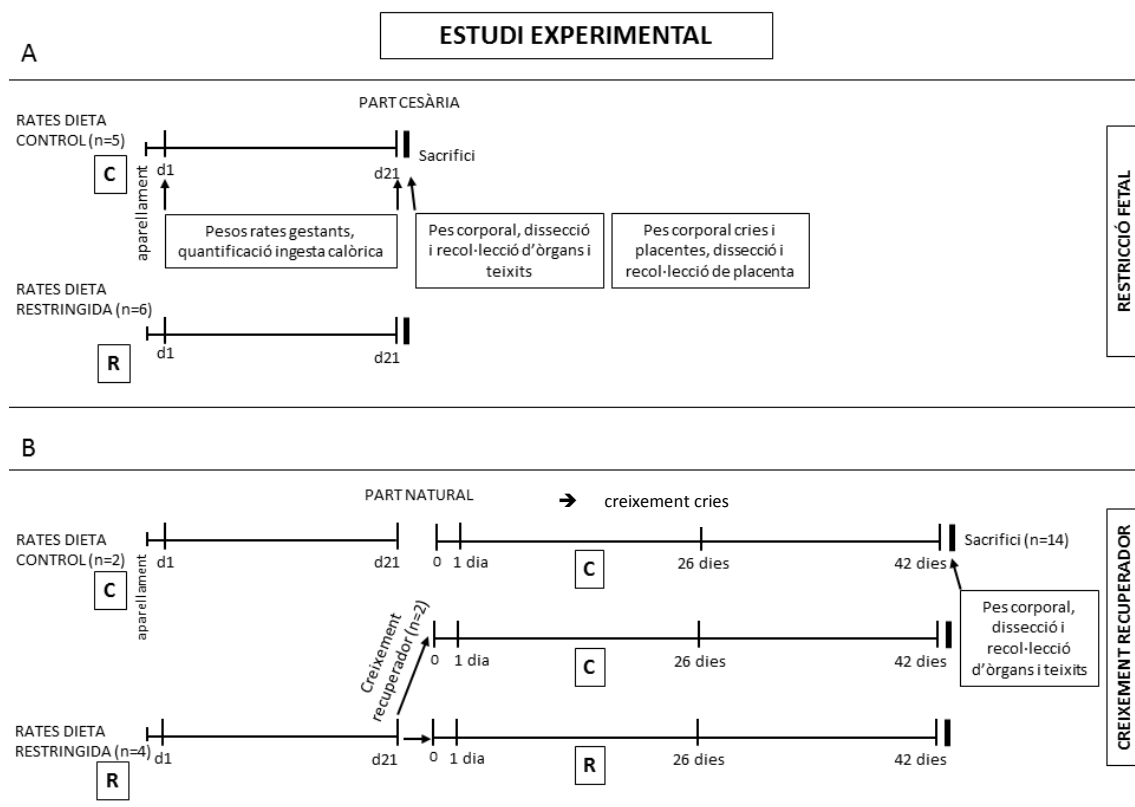 ESTUDI EXPERIMENTAL
A
PART CESÀRIA
RATES DIETA
CONTROL (n=5)
C
aparellament
d1
d21
Sacrifici
Pesos rates gestants,
quantificació ingesta calòrica
Pes corporal, dissecció
i recol·lecció d'òrgans i
teixits
Pes corporal cries i
placentes, dissecció i
recol·lecció de placenta
RATES DIETA
RESTRINGIDA (n=6)
R
d1
d21
RESTRICCIÓ FETAL
B
PART NATURAL
➔ creixement cries
RATES DIETA
CONTROL (n=2)
C
aparellament
d1
d21
0
1 dia
C
26 dies
42 dies
Sacrifici (n=14)
Creixement
recuperador (n=2)
0
1 dia
C
26 dies
42 dies
Pes corporal,
dissecció i
recol·lecció
d'òrgans i teixits
RATES DIETA
RESTRINGIDA (n=4)
R
d1
d21
0
1 dia
R
26 dies
42 dies
CREIXEMENT RECUPERADOR